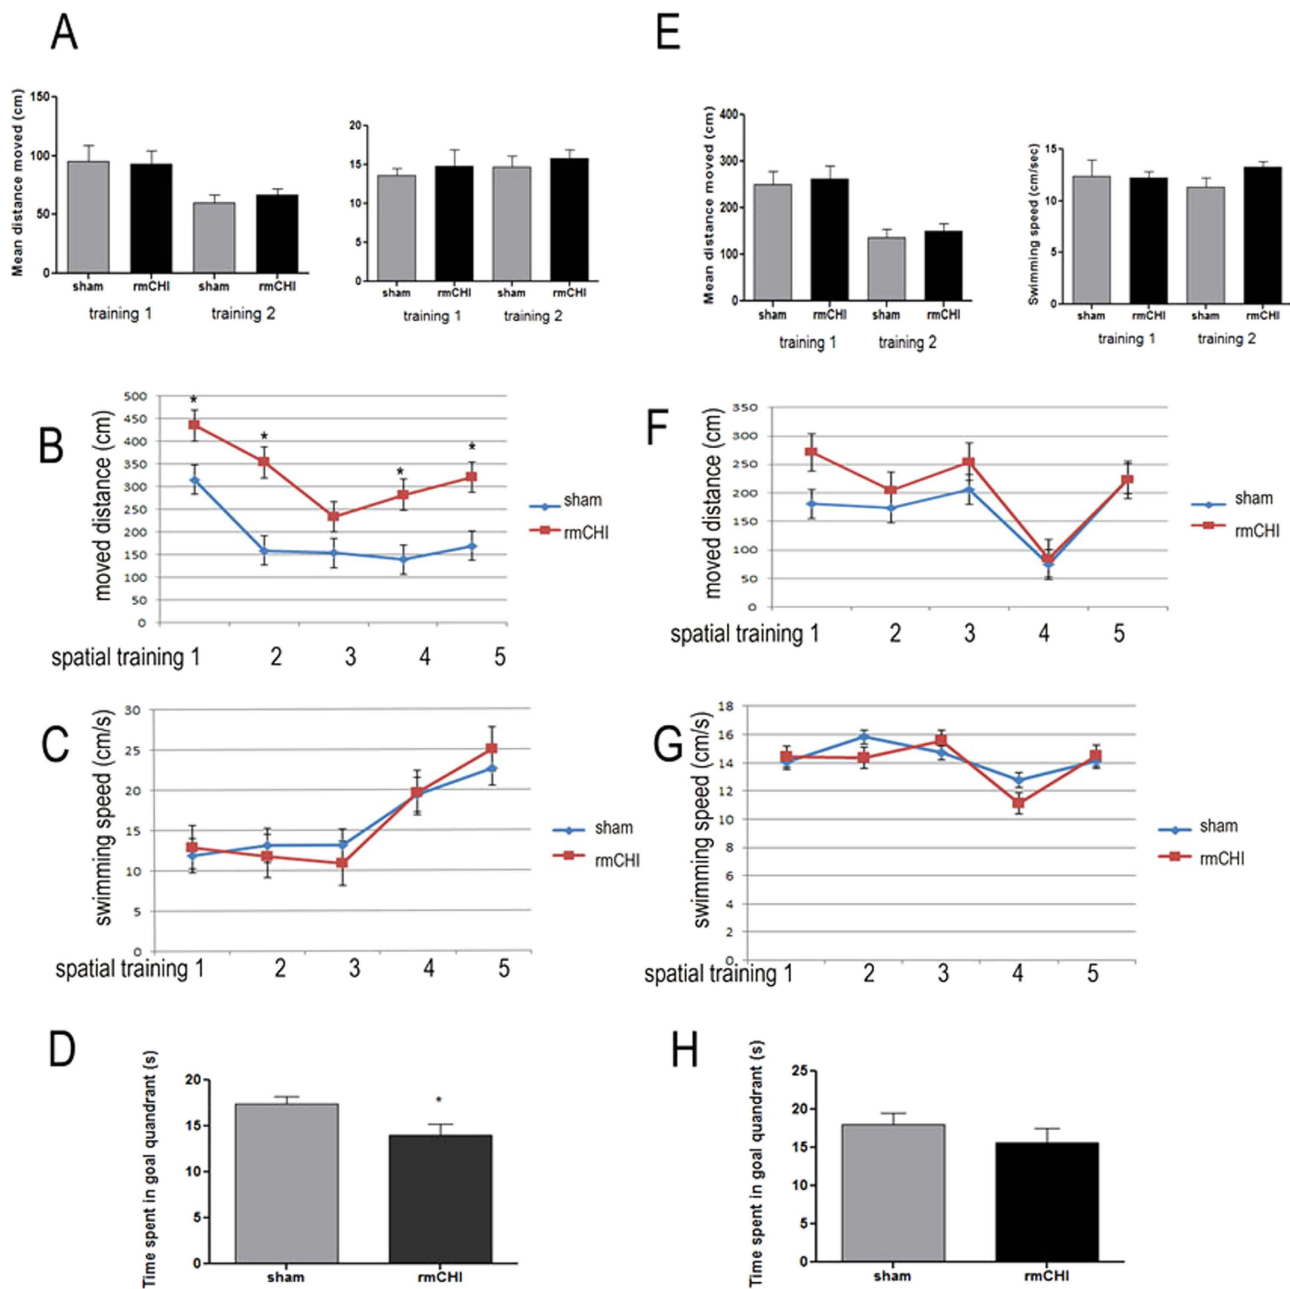 A
Mean distance moved (cm)
150
100
50
0
sham
rmCHI
sham
rmCHI
training 1
training 2
20
15
10
5
0
sham
rmCHI
sham
rmCHI
training 1
training 2
E
Mean distance moved (cm)
400
300
200
100
0
sham
rmCHI
sham
rmCHI
training 1
training 2
Swimming speed (cm/sec)
15
10
5
0
sham
rmCHI
sham
rmCHI
training 1
training 2
B
moved distance (cm)
500
450
400
350
300
250
200
150
100
50
0
*
*
*
*
sham
rmCHI
spatial training 1 2 3 4 5
F
moved distance (cm)
350
300
250
200
150
100
50
0
sham
rmCHI
spatial training 1 2 3 4 5
C
swimming speed (cm/s)
30
25
20
15
10
5
0
sham
rmCHI
spatial training 1 2 3 4 5
G
swimming speed (cm/s)
18
16
14
12
10
8
6
4
2
0
sham
rmCHI
spatial training 1 2 3 4 5
D
Time spent in goal quandrant (s)
20
15
10
5
0
*
sham
rmCHI
H
Time spent in goal quandrant (s)
25
20
15
10
5
0
sham
rmCHI